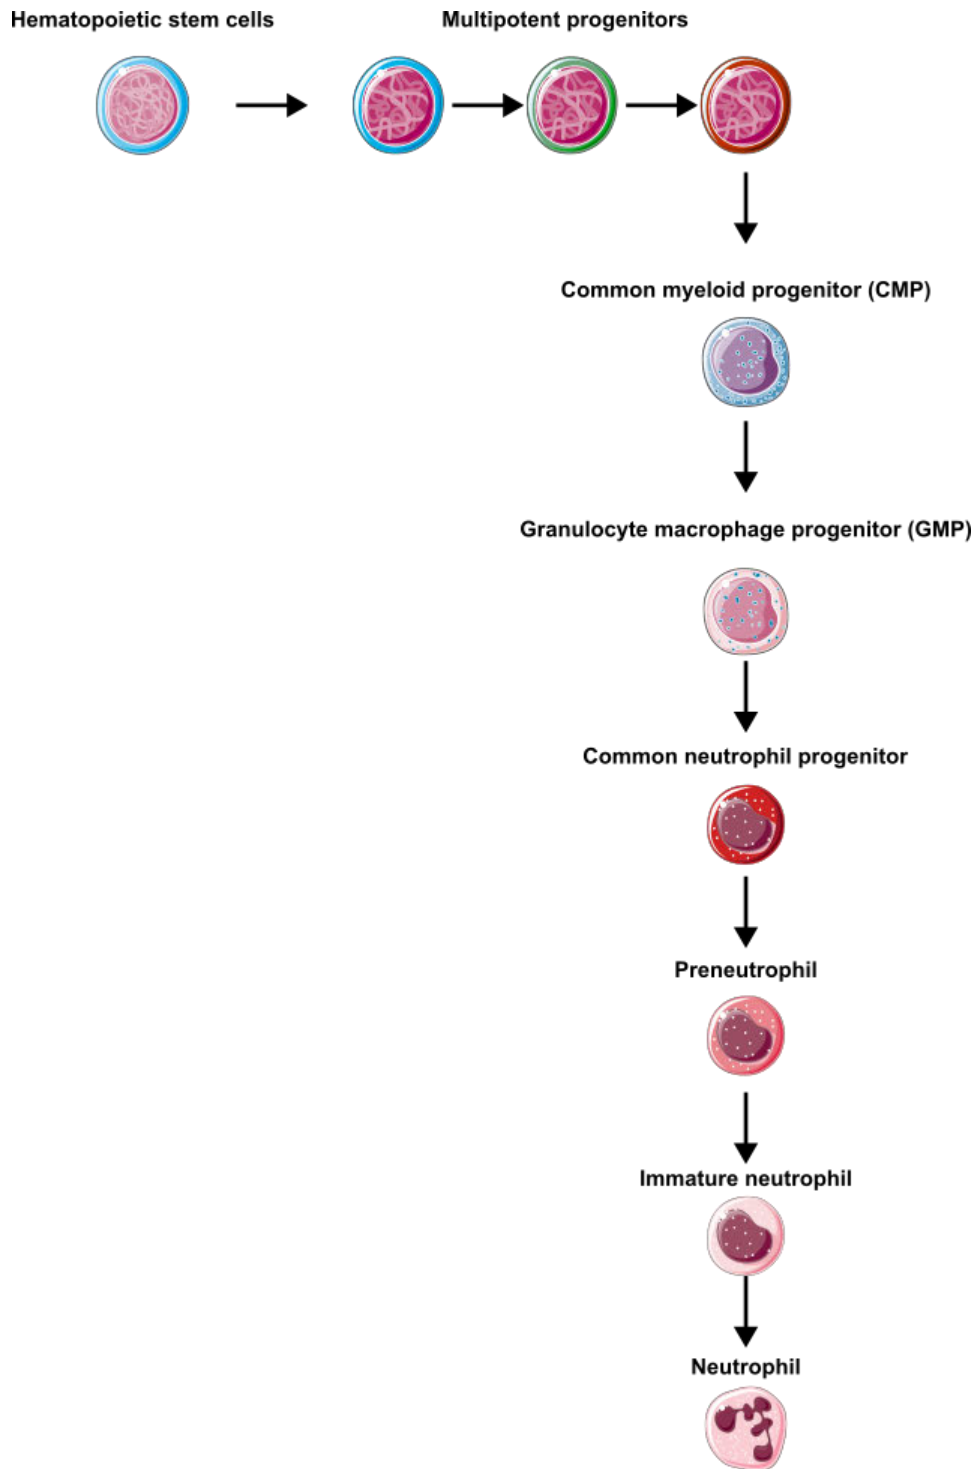 Hematopoietic stem cells
Multipotent progenitors
Common myeloid progenitor (CMP)
Granulocyte macrophage progenitor (GMP)
Common neutrophil progenitor
Preneutrophil
Immature neutrophil
Neutrophil